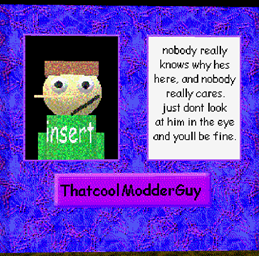 nobody really
knows why hes
here, and nobody
really cares.
just dont look
at him in the eye
and youll be fine.
insert
ThatcoolModderGuy